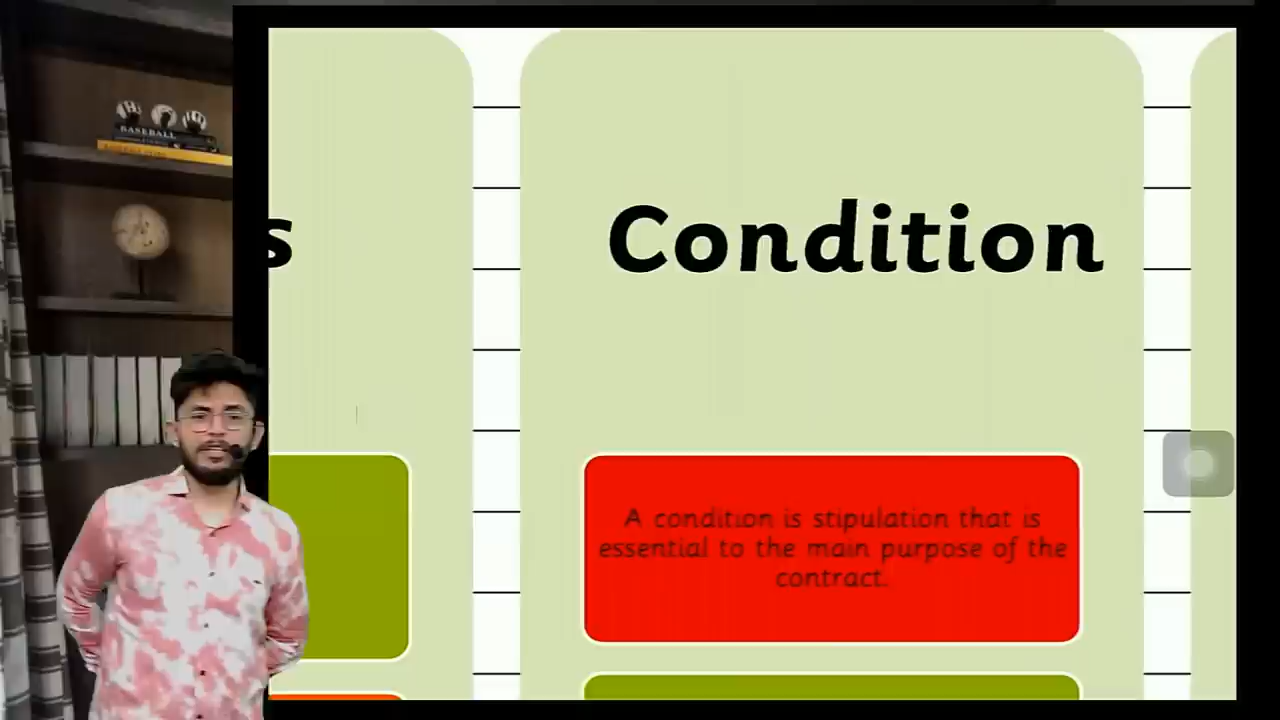 BASEBALL
s
Condition
A condition is stipulation that is
essential to the main purpose of the
contract.